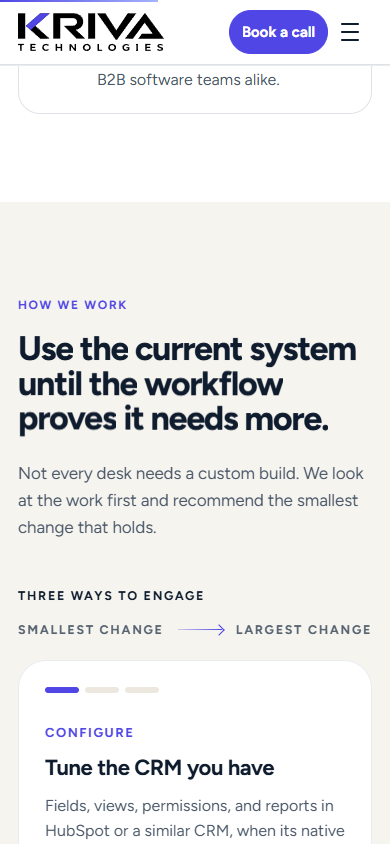 KRIVA
TECHNOLOGIES
Book a call
B2B software teams alike.
HOW WE WORK
Use the current system
until the workflow
proves it needs more.
Not every desk needs a custom build. We look
at the work first and recommend the smallest
change that holds.
THREE WAYS TO ENGAGE
SMALLEST CHANGE
LARGEST CHANGE
CONFIGURE
Tune the CRM you have
Fields, views, permissions, and reports in
HubSpot or a similar CRM, when its native